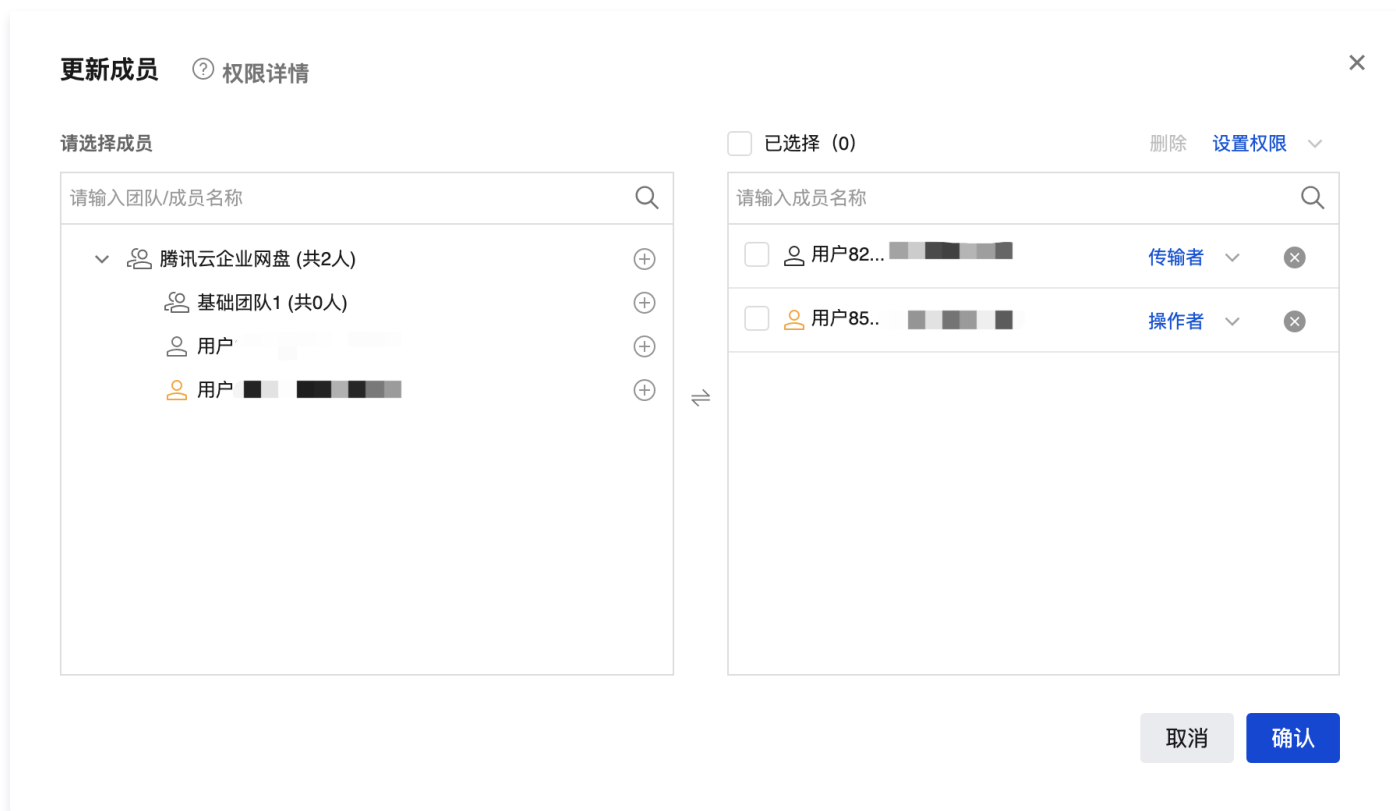 更新成员 权限详情
请选择成员
请输入团队/成员名称
腾讯云企业网盘 (共2人)
基础团队1 (共0人)
用户
用户
已选择 (0) 删除 设置权限
请输入成员名称
用户82... 传输者
用户85.. 操作者
取消 确认